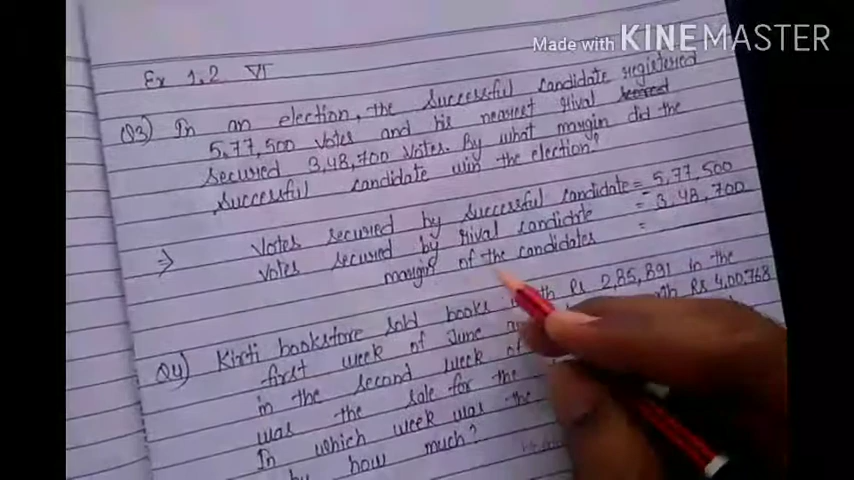 Made with KINEMASTER
Ex 1.2 VI
Q3) In an election, the successful candidate registered
5,77,500 votes and his nearest rival
secured 3,48,700 votes. By what margin did the
successful candidate win the election?
⇒ Votes secured by successful candidate = 5,77,500
votes secured by rival candidate = - 3,48,700
margin of the candidates =
Q4) Kirti bookstore sold books Rs 2,85,891 in the
first week of June Rs 4,00,768
in the second week of
was the sale for the
In which week was the
by how much?